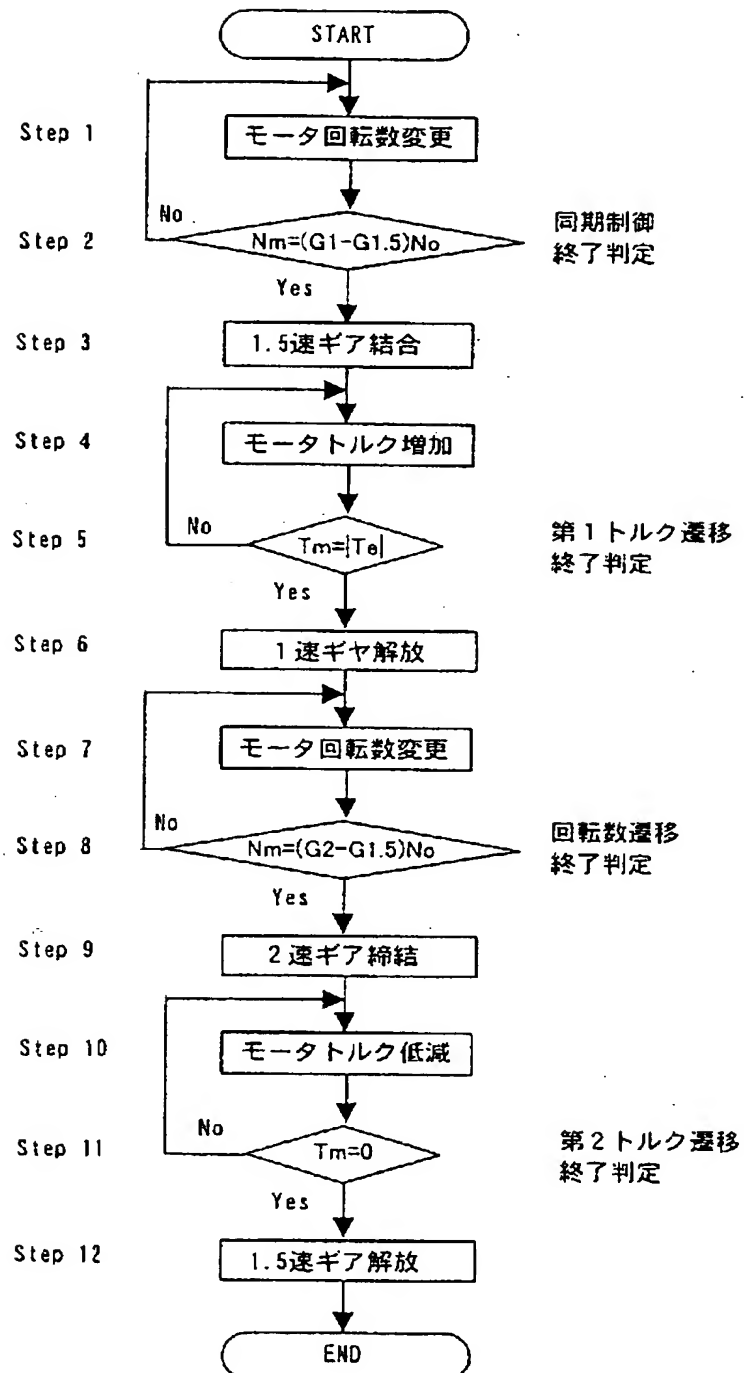 START
Step 1
モータ回転数変更
No
Step 2
Nm=(G1-G1.5)No
同期制御
終了判定
Yes
Step 3
1.5速ギア結合
Step 4
モータトルク増加
No
Step 5
Tm=|Te|
第1トルク遷移
終了判定
Yes
Step 6
1速ギヤ解放
Step 7
モータ回転数変更
No
Step 8
Nm=(G2-G1.5)No
回転数遷移
終了判定
Yes
Step 9
2速ギア締結
Step 10
モータトルク低減
No
Step 11
Tm=0
第2トルク遷移
終了判定
Yes
Step 12
1.5速ギア解放
END